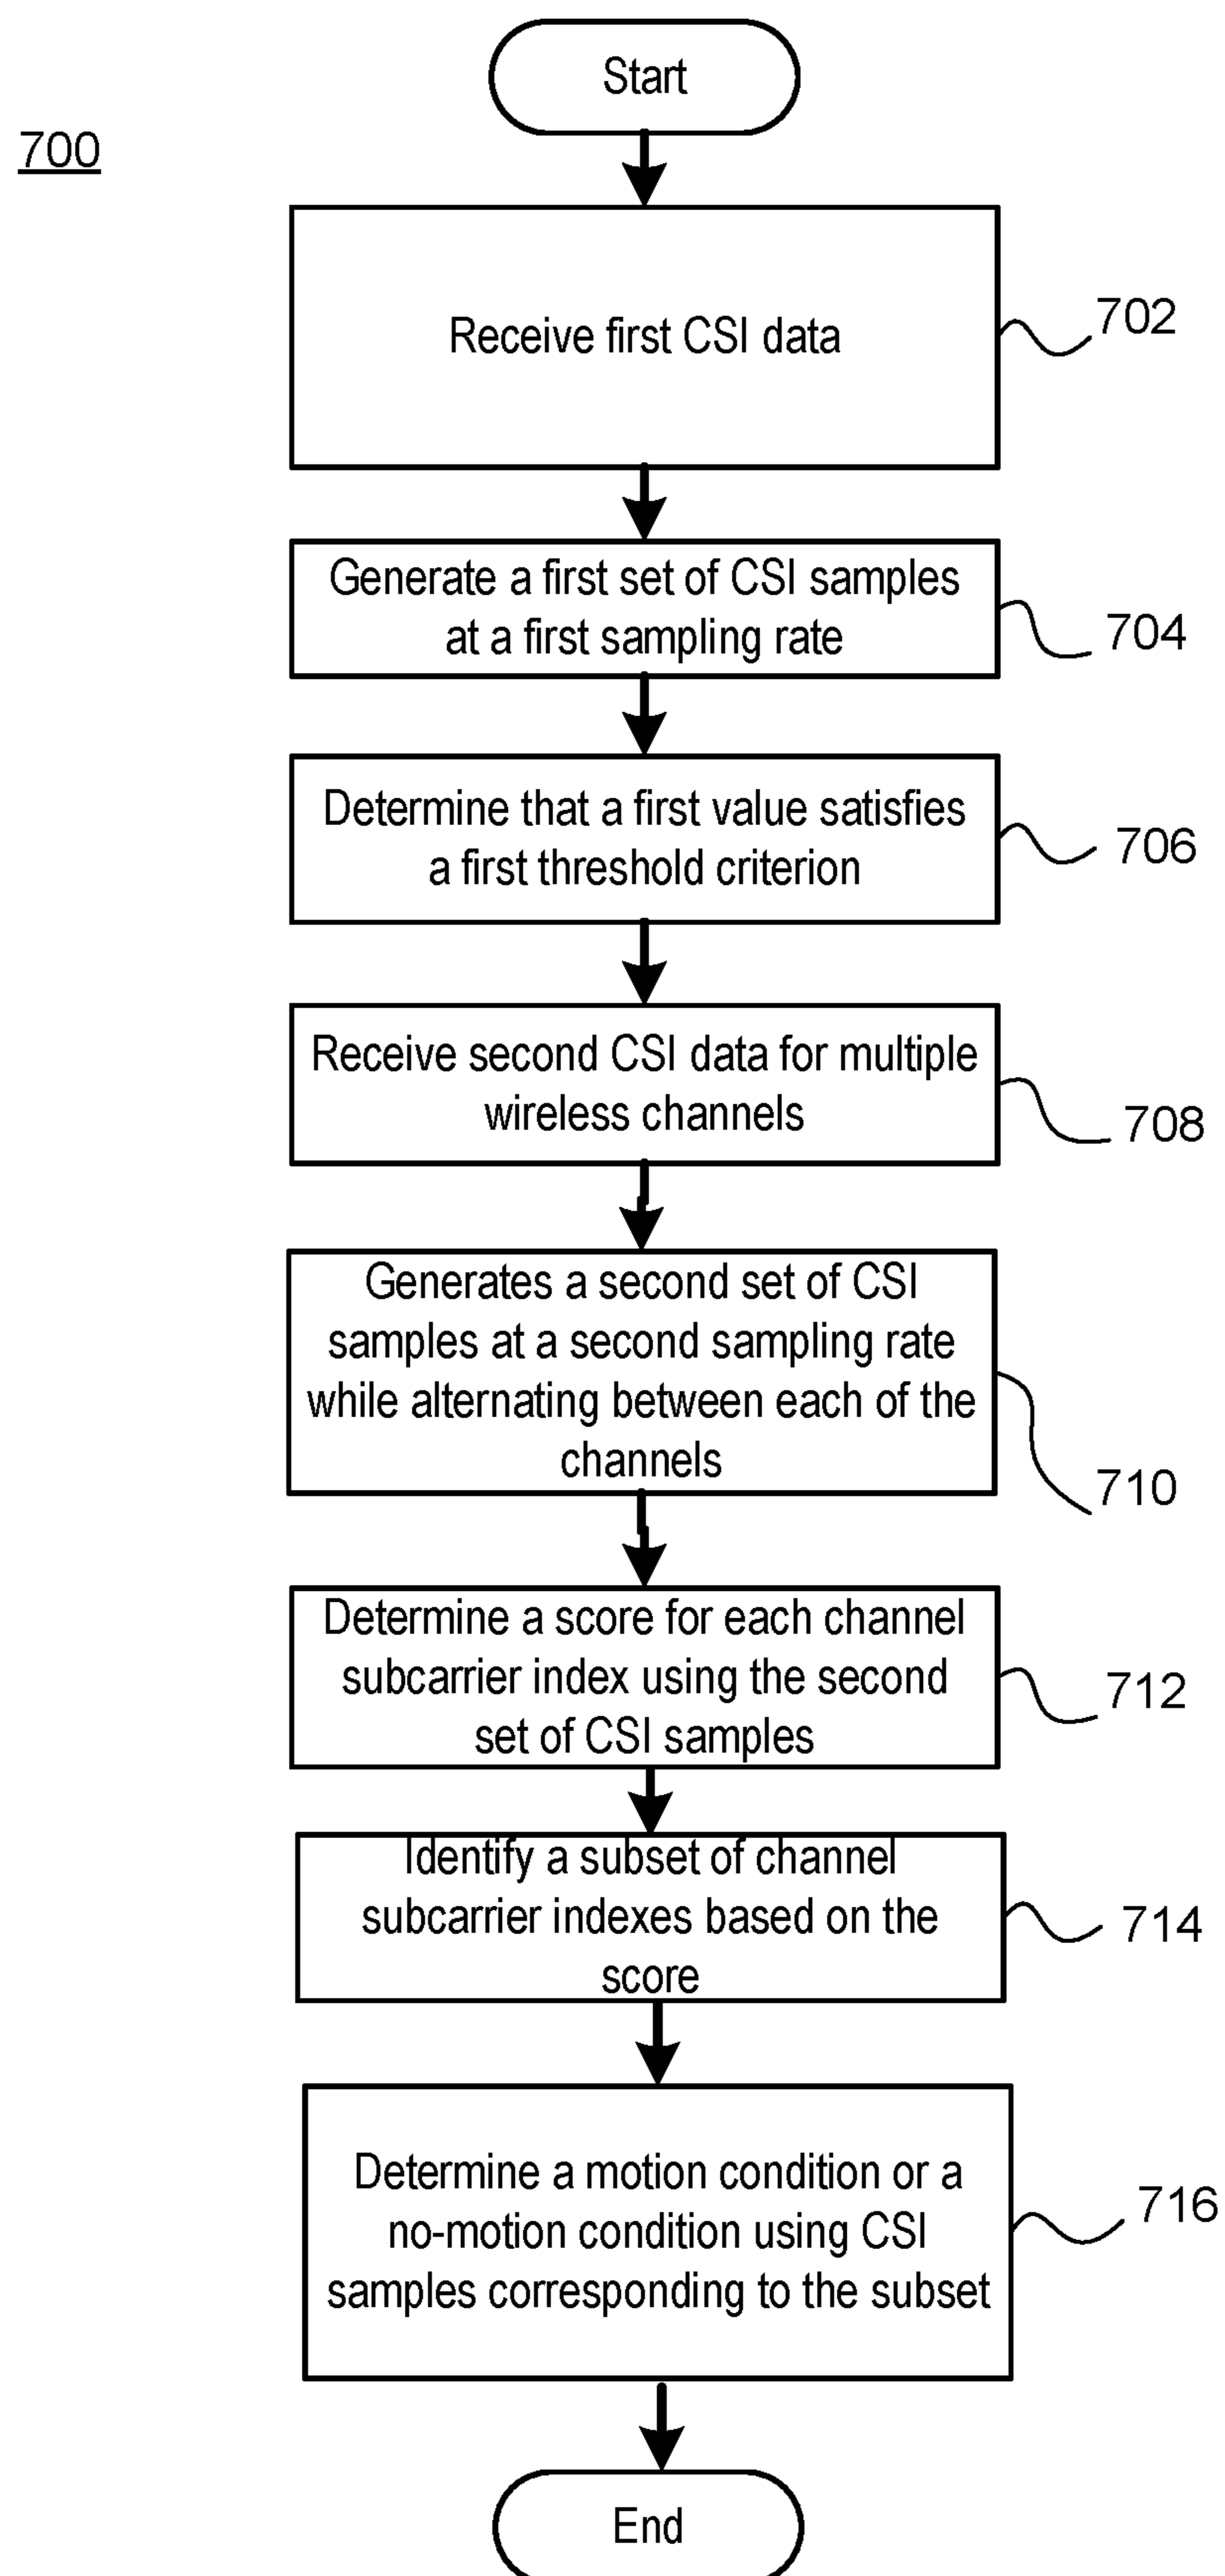 Start
700
Receive first CSI data
702
Generate a first set of CSI samples
at a first sampling rate
704
Determine that a first value satisfies
a first threshold criterion
706
Receive second CSI data for multiple
wireless channels
708
Generates a second set of CSI
samples at a second sampling rate
while alternating between each of the
channels
710
Determine a score for each channel
subcarrier index using the second
set of CSI samples
712
Identify a subset of channel
subcarrier indexes based on the
score
714
Determine a motion condition or a
no-motion condition using CSI
samples corresponding to the subset
716
End